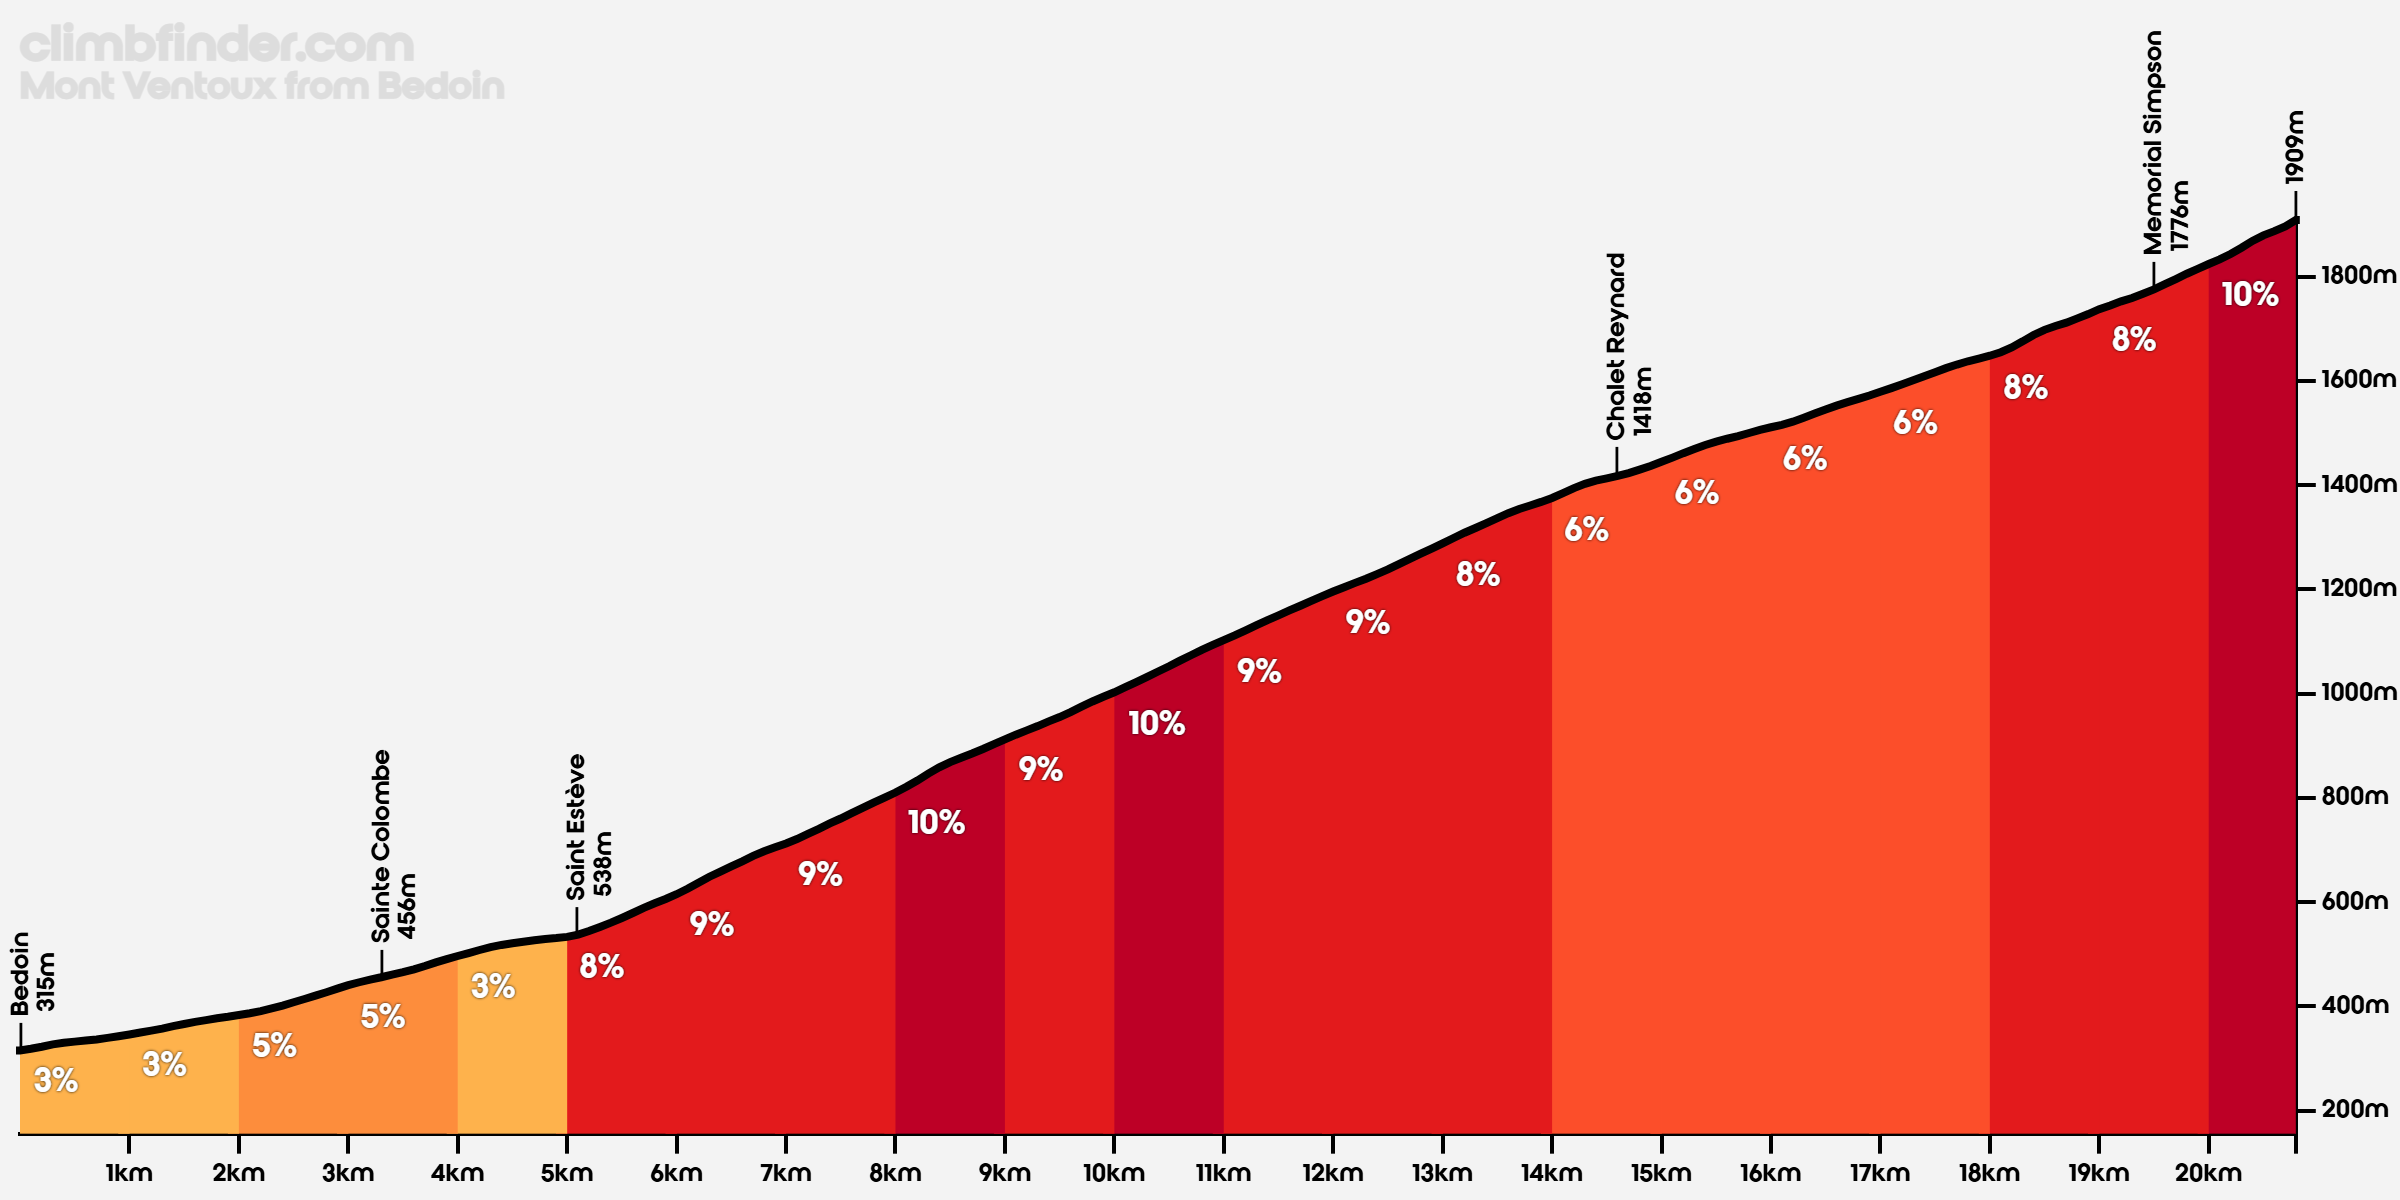 climbfinder.com
Mont Ventoux from Bedoin
Bedoin
315m
Sainte Colombe
456m
Saint Estève
538m
Chalet Reynard
1418m
Memorial Simpson
1776m
1909m
3%
3%
5%
5%
3%
8%
9%
9%
10%
9%
10%
9%
9%
8%
6%
6%
6%
6%
8%
8%
10%
1800m
1600m
1400m
1200m
1000m
800m
600m
400m
200m
1km 2km 3km 4km 5km 6km 7km 8km 9km 10km 11km 12km 13km 14km 15km 16km 17km 18km 19km 20km